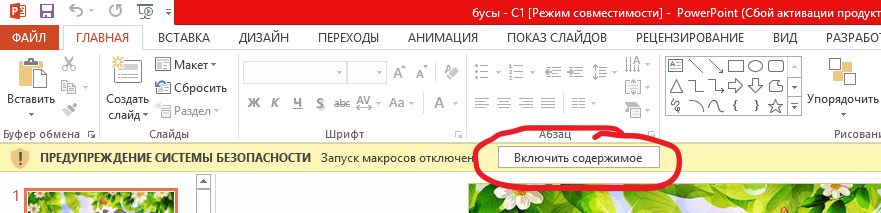 бусы - C1 [Режим совместимости] - PowerPoint (Сбой активации продукт
ФАЙЛ ГЛАВНАЯ ВСТАВКА ДИЗАЙН ПЕРЕХОДЫ АНИМАЦИЯ ПОКАЗ СЛАЙДОВ РЕЦЕНЗИРОВАНИЕ ВИД РАЗРАБО
Вставить
Создать
слайд
Макет
Сбросить
Раздел
Ж К Ч S abc AV Aa A
Упорядочить
Буфер обмена Слайды Шрифт Абзац Рисовани
ПРЕДУПРЕЖДЕНИЕ СИСТЕМЫ БЕЗОПАСНОСТИ Запуск макросов отключен Включить содержимое
1